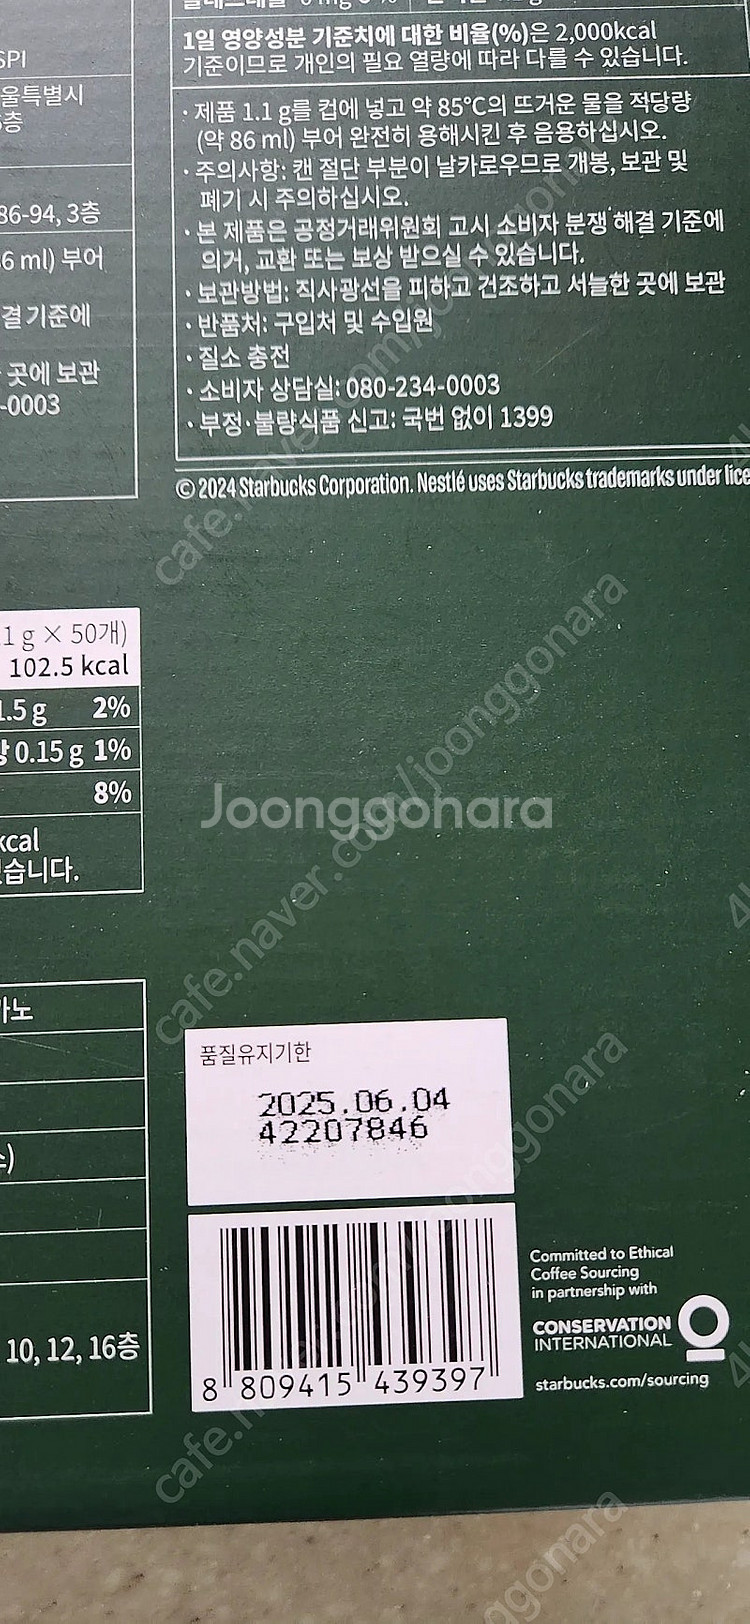 1일 영양성분 기준치에 대한 비율(%)은 2,000kcal
기준이므로 개인의 필요 열량에 따라 다를 수 있습니다.
· 제품 1.1 g를 컵에 넣고 약 85℃의 뜨거운 물을 적당량
(약 86 ml) 부어 완전히 용해시킨 후 음용하십시오.
· 주의사항: 캔 절단 부분이 날카로우므로 개봉, 보관 및
폐기 시 주의하십시오.
· 본 제품은 공정거래위원회 고시 소비자 분쟁 해결 기준에
의거, 교환 또는 보상 받으실 수 있습니다.
· 보관방법: 직사광선을 피하고 건조하고 서늘한 곳에 보관
· 반품처: 구입처 및 수입원
· 질소 충전
· 소비자 상담실: 080-234-0003
· 부정·불량식품 신고: 국번 없이 1399
© 2024 Starbucks Corporation. Nestlé uses Starbucks trademarks under lice
SPI
울특별시
층
86-94, 3층
6 ml) 부어
결 기준에
곳에 보관
-0003
1 g × 50개)
102.5 kcal
1.5 g 2%
0.15 g 1%
8%
kcal
습니다.
카노
10, 12, 16층
Joonggonara
cafe.naver.com/joonggonara
품질유지기한
2025.06.04
42207846
8 809415 439397
Committed to Ethical
Coffee Sourcing
in partnership with
CONSERVATION
INTERNATIONAL
starbucks.com/sourcing